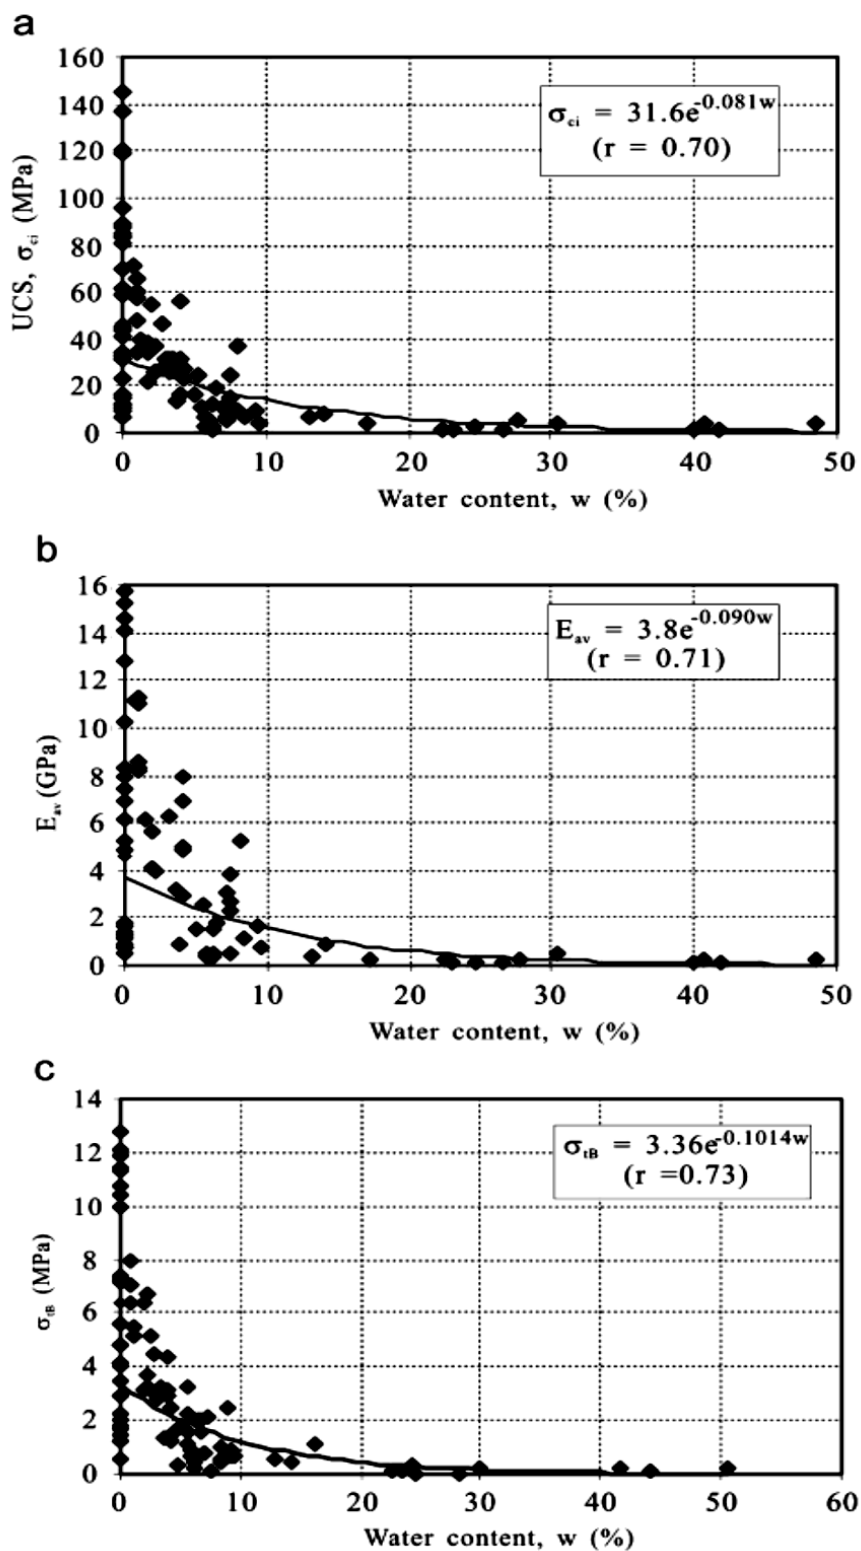 a
160
140
120
100
80
60
40
20
0
UCS, σci (MPa)
σci = 31.6e-0.081w
(r = 0.70)
0 10 20 30 40 50
Water content, w (%)
b
16
14
12
10
8
6
4
2
0
Eav (GPa)
Eav = 3.8e-0.090w
(r = 0.71)
0 10 20 30 40 50
Water content, w (%)
c
14
12
10
8
6
4
2
0
σtB (MPa)
σtB = 3.36e-0.1014w
(r =0.73)
0 10 20 30 40 50 60
Water content, w (%)